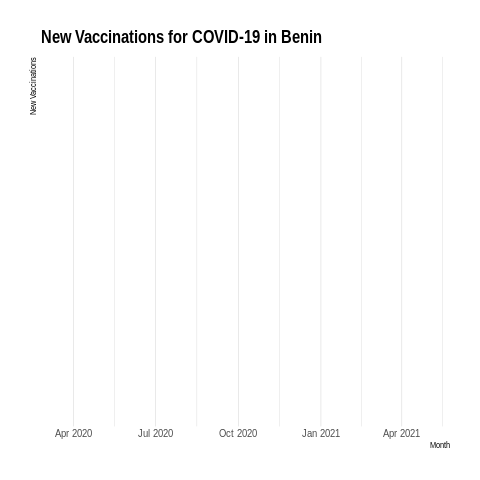 New Vaccinations for COVID-19 in Benin
New Vaccinations
Apr 2020
Jul 2020
Oct 2020
Jan 2021
Apr 2021
Month